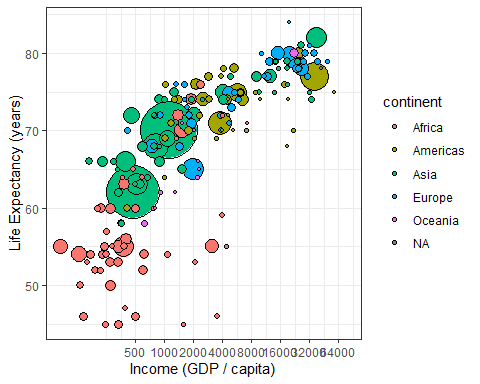 80
70
60
50
Life Expectancy (years)
500 1000 2000 4000 8000 16000 32000 64000
Income (GDP / capita)
continent
Africa
Americas
Asia
Europe
Oceania
NA